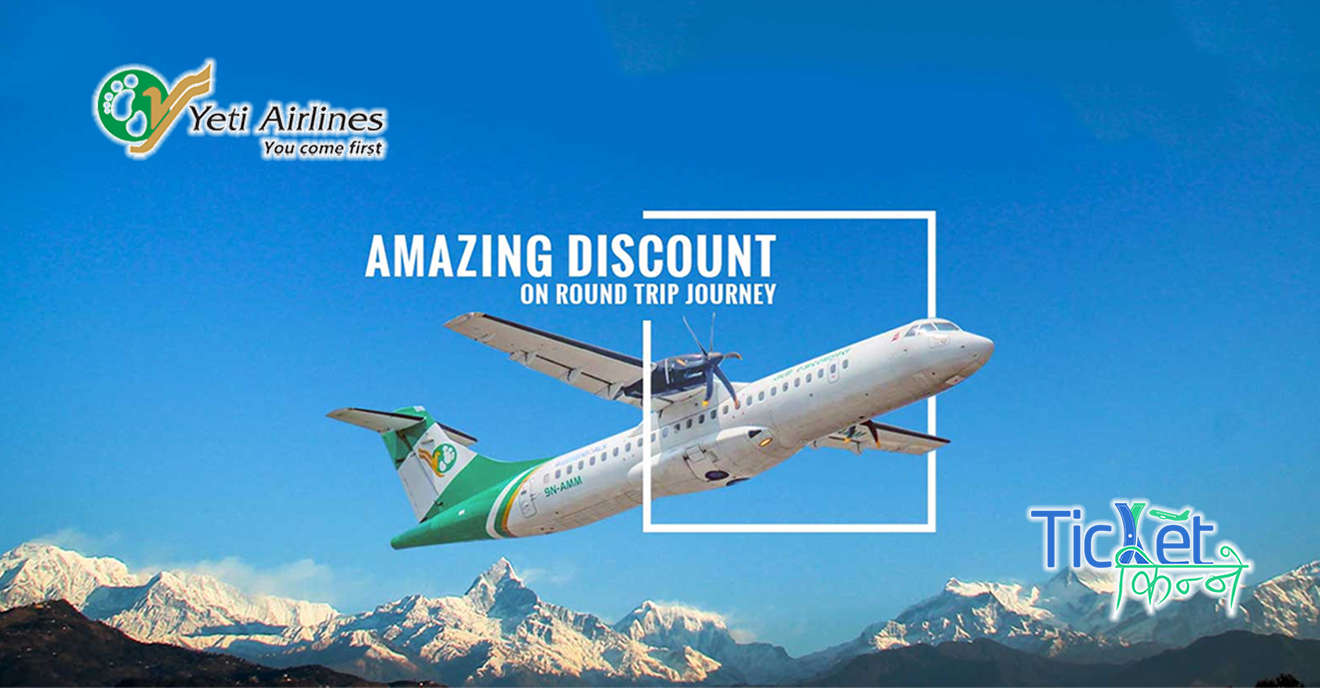 Yeti Airlines
You come first
AMAZING DISCOUNT
ON ROUND TRIP JOURNEY
9N-AMM
Ticket
किन्ने